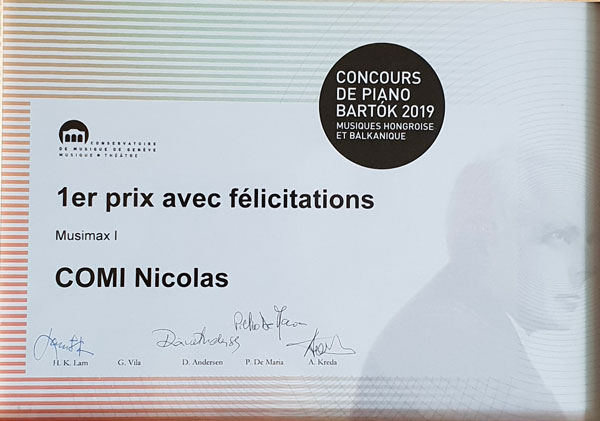 CONCOURS
DE PIANO
BARTÓK 2019
MUSIQUES HONGROISE
ET BALKANIQUE
CONSERVATOIRE
DE MUSIQUE DE GENÈVE
MUSIQUE • THÉÂTRE
1er prix avec félicitations
Musimax I
COMI Nicolas
H. K. Lam G. Vila D. Andersen P. De Maria A. Kreda